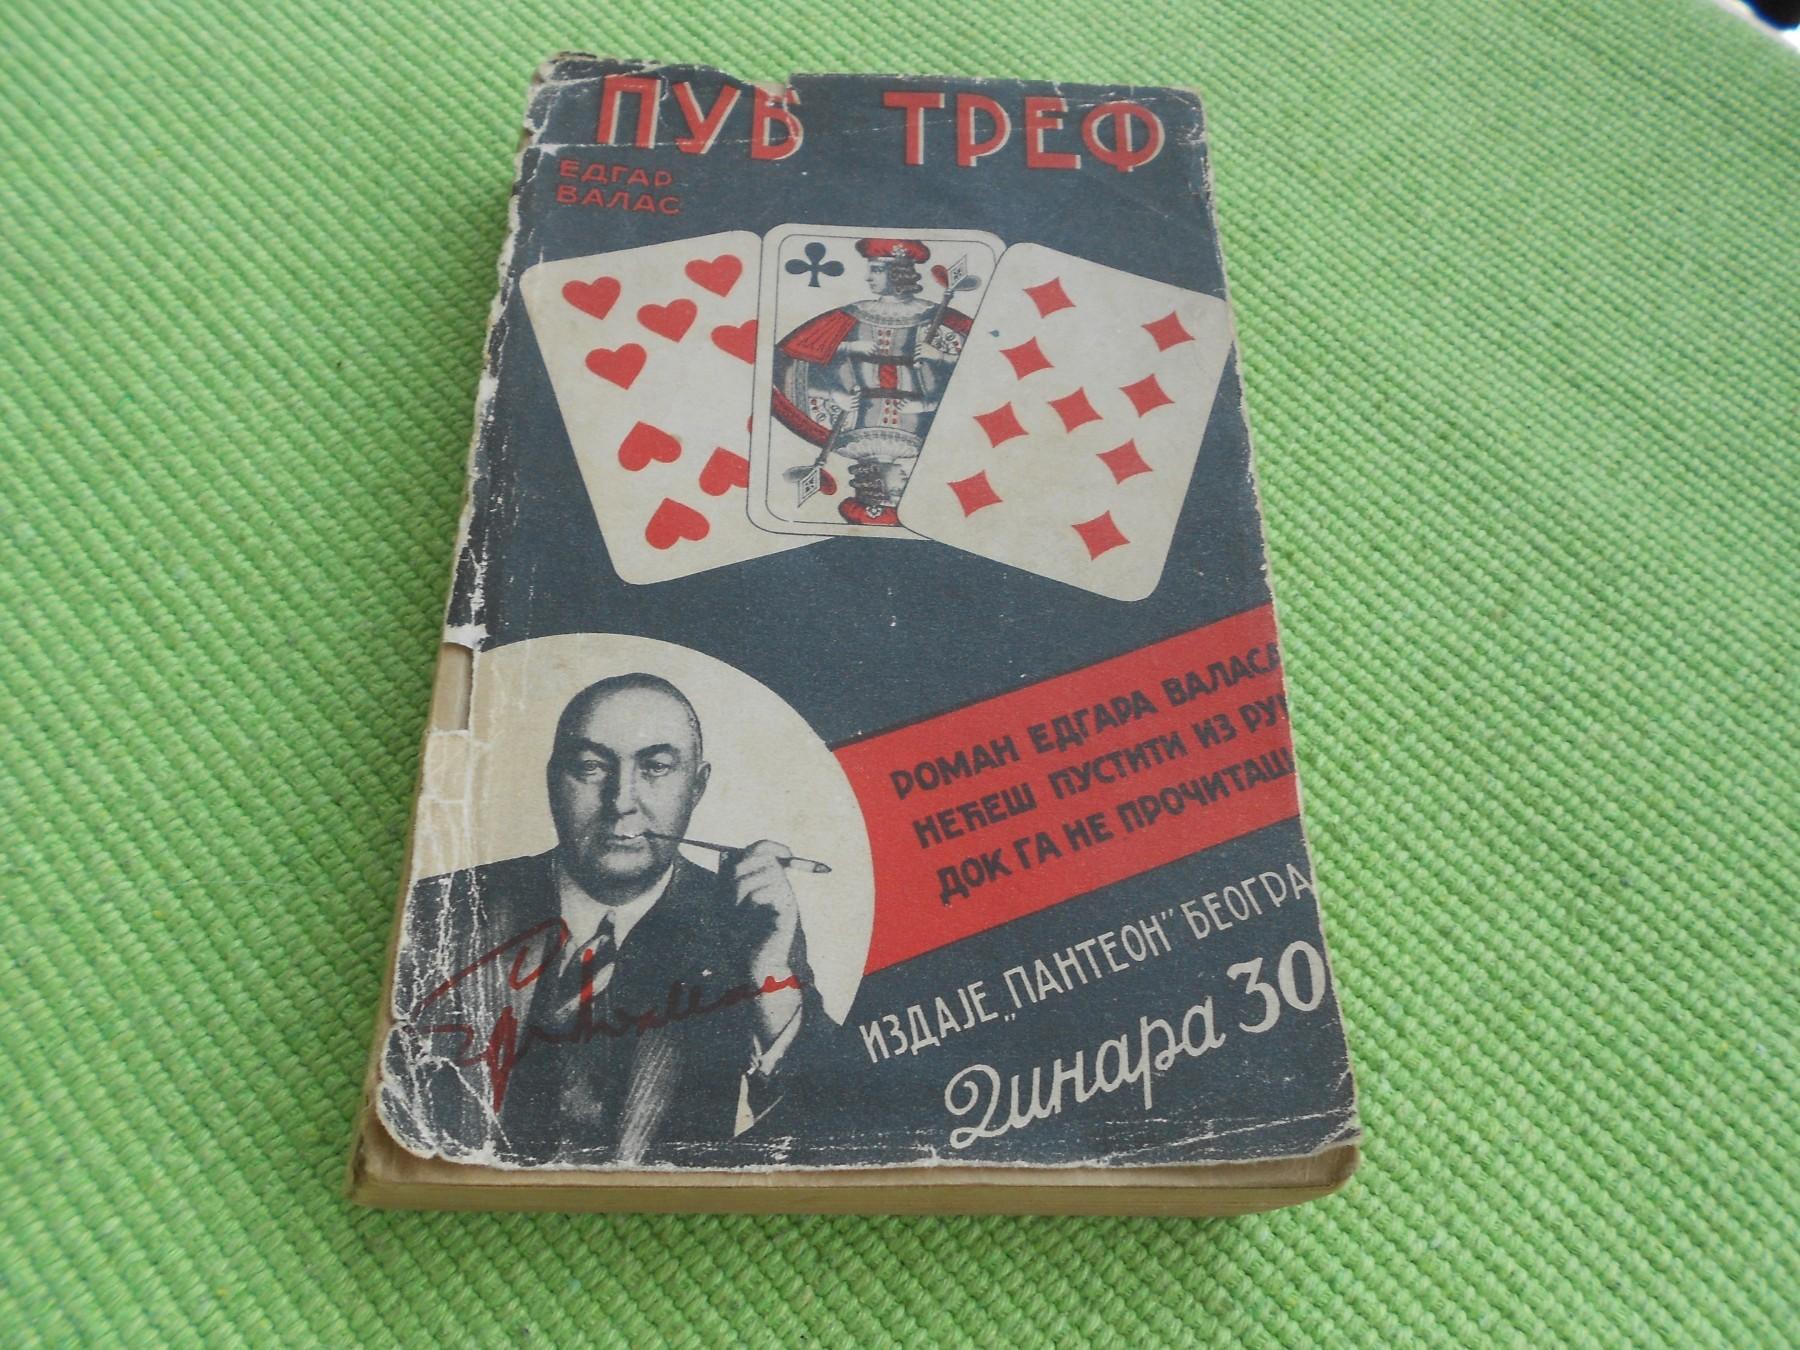 ПУБ ТРЕФ
ЕДГАР
ВАЛАС
РОМАН ЕДГАРА ВАЛАСА
НЕЋЕШ ПУСТИТИ ИЗ
ДОК ГА НЕ ПРОЧИТАШ
ИЗДАЈЕ „ПАНТЕОН" БЕОГРА
Динара 30